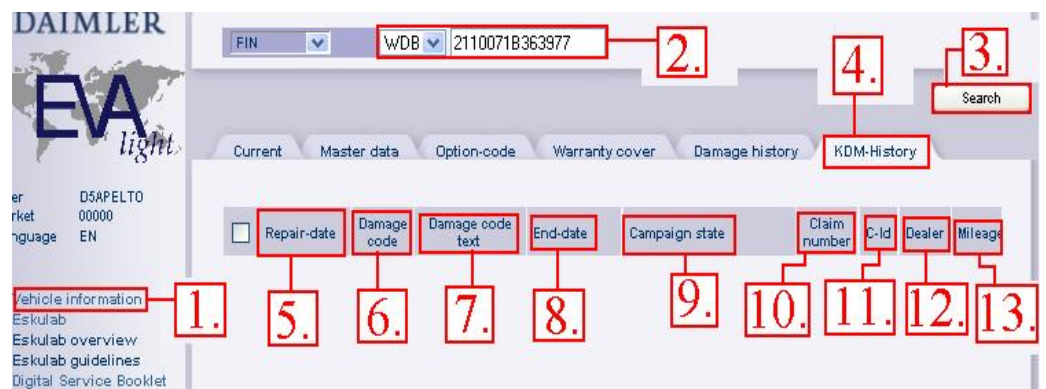 DAIMLER
EVA
light
FIN WDB 2110071B363977 2.
3.
4.
Search
Current Master data Option-code Warranty cover Damage history KDM-History
er D5APELTO
rket 00000
nguage EN
Repair-date Damage code Damage code text End-date Campaign state Claim number C-Id Dealer Mileage
Vehicle information 1.
5. 6. 7. 8. 9. 10. 11. 12. 13.
Eskulab
Eskulab overview
Eskulab guidelines
Digital Service Booklet